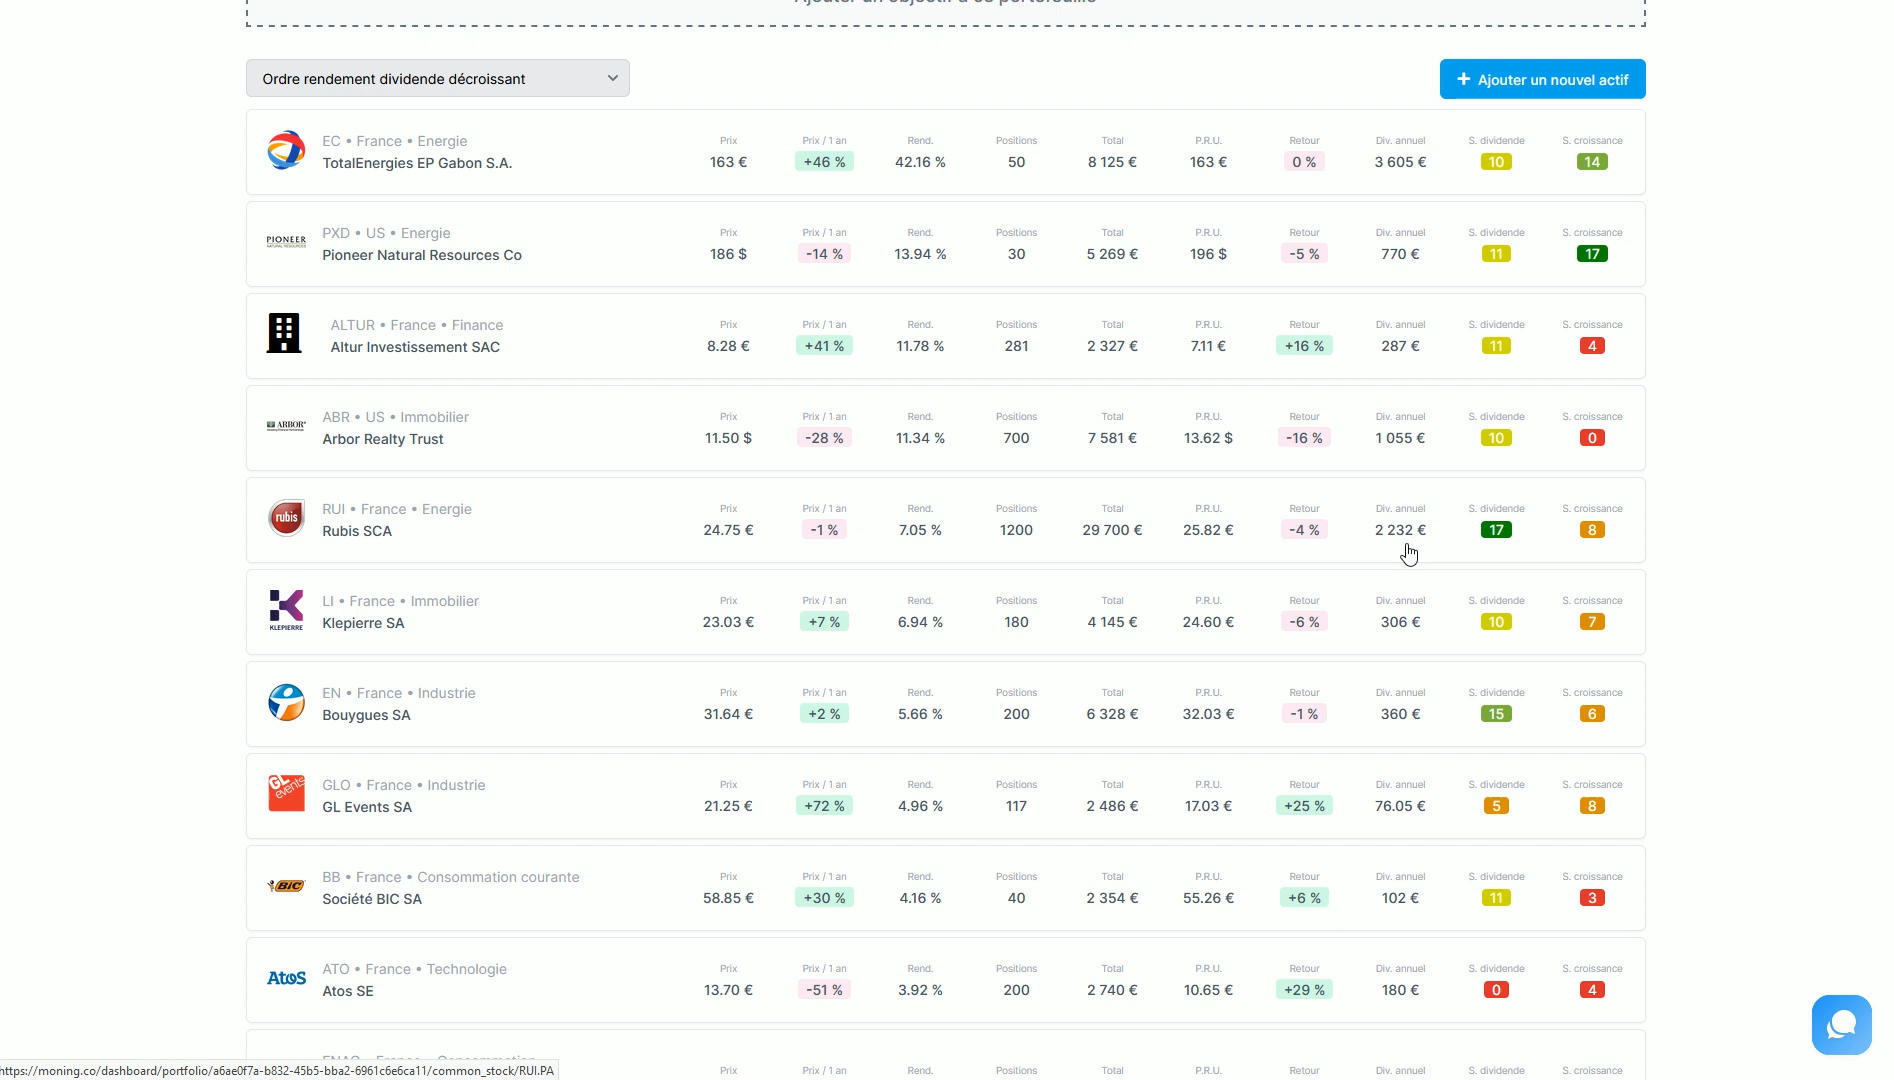 Ajouter un objectif à ce portefeuille
Ordre rendement dividende décroissant
+ Ajouter un nouvel actif
EC • France • Energie
TotalEnergies EP Gabon S.A.
Prix Prix / 1 an Rend. Positions Total P.R.U. Retour Div. annuel S. dividende S. croissance
163 € +46 % 42.16 % 50 8 125 € 163 € 0 % 3 605 € 10 14
PIONEER
NATURAL RESOURCES
PXD • US • Energie
Pioneer Natural Resources Co
Prix Prix / 1 an Rend. Positions Total P.R.U. Retour Div. annuel S. dividende S. croissance
186 $ -14 % 13.94 % 30 5 269 € 196 $ -5 % 770 € 11 17
ALTUR • France • Finance
Altur Investissement SAC
Prix Prix / 1 an Rend. Positions Total P.R.U. Retour Div. annuel S. dividende S. croissance
8.28 € +41 % 11.78 % 281 2 327 € 7.11 € +16 % 287 € 11 4
ARBOR
ABR • US • Immobilier
Arbor Realty Trust
Prix Prix / 1 an Rend. Positions Total P.R.U. Retour Div. annuel S. dividende S. croissance
11.50 $ -28 % 11.34 % 700 7 581 € 13.62 $ -16 % 1 055 € 10 0
rubis
RUI • France • Energie
Rubis SCA
Prix Prix / 1 an Rend. Positions Total P.R.U. Retour Div. annuel S. dividende S. croissance
24.75 € -1 % 7.05 % 1200 29 700 € 25.82 € -4 % 2 232 € 17 8
KLEPIERRE
LI • France • Immobilier
Klepierre SA
Prix Prix / 1 an Rend. Positions Total P.R.U. Retour Div. annuel S. dividende S. croissance
23.03 € +7 % 6.94 % 180 4 145 € 24.60 € -6 % 306 € 10 7
EN • France • Industrie
Bouygues SA
Prix Prix / 1 an Rend. Positions Total P.R.U. Retour Div. annuel S. dividende S. croissance
31.64 € +2 % 5.66 % 200 6 328 € 32.03 € -1 % 360 € 15 6
GL events
GLO • France • Industrie
GL Events SA
Prix Prix / 1 an Rend. Positions Total P.R.U. Retour Div. annuel S. dividende S. croissance
21.25 € +72 % 4.96 % 117 2 486 € 17.03 € +25 % 76.05 € 5 8
BIC
BB • France • Consommation courante
Société BIC SA
Prix Prix / 1 an Rend. Positions Total P.R.U. Retour Div. annuel S. dividende S. croissance
58.85 € +30 % 4.16 % 40 2 354 € 55.26 € +6 % 102 € 11 3
Atos
ATO • France • Technologie
Atos SE
Prix Prix / 1 an Rend. Positions Total P.R.U. Retour Div. annuel S. dividende S. croissance
13.70 € -51 % 3.92 % 200 2 740 € 10.65 € +29 % 180 € 0 4
Prix Prix / 1 an Rend. Positions Total P.R.U. Retour Div. annuel S. dividende S. croissance
https://moning.co/dashboard/portfolio/a6ae0f7a-b832-45b5-bba2-6961c6e6ca11/common_stock/RUI.PA